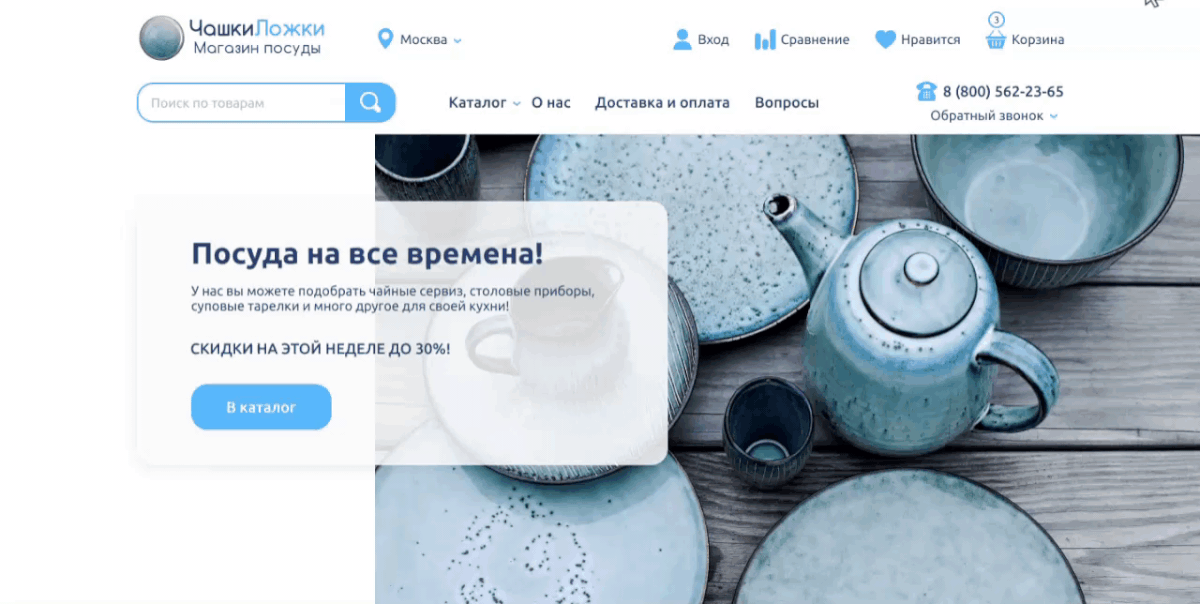 ЧашкиЛожки
Магазин посуды
Москва
Вход
Сравнение
Нравится
3
Корзина
Поиск по товарам
Каталог
О нас
Доставка и оплата
Вопросы
8 (800) 562-23-65
Обратный звонок
Посуда на все времена!
У нас вы можете подобрать чайные сервиз, столовые приборы,
суповые тарелки и много другое для своей кухни!
СКИДКИ НА ЭТОЙ НЕДЕЛЕ ДО 30%!
В каталог